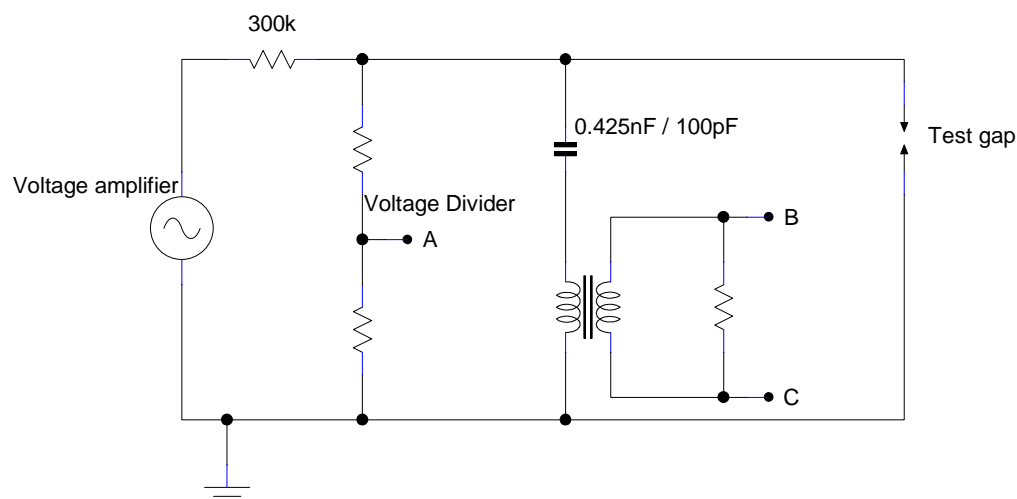 300k
0.425nF / 100pF
Test gap
Voltage amplifier
Voltage Divider
A
B
C